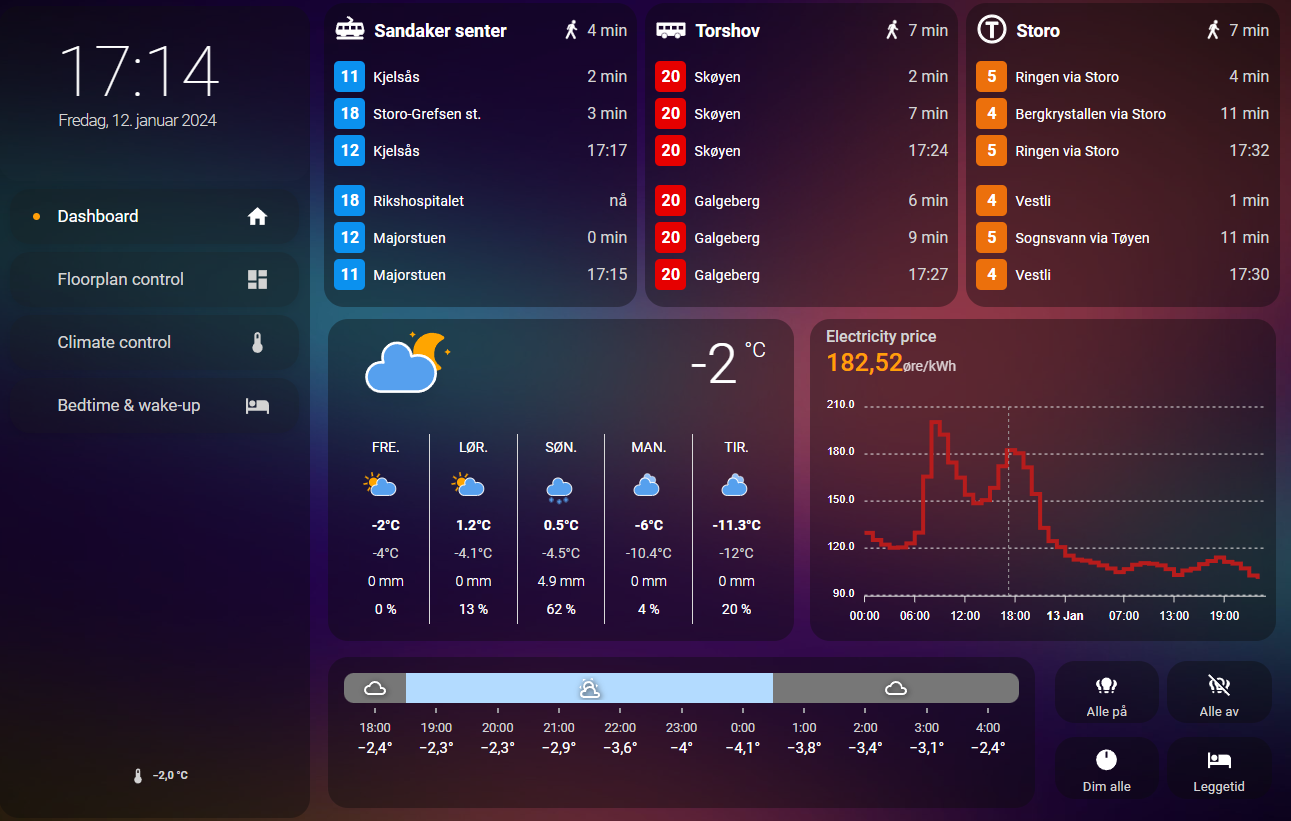 17:14
Fredag, 12. januar 2024
Dashboard
Floorplan control
Climate control
Bedtime & wake-up
−2,0 °C
Sandaker senter 4 min
11 Kjelsås 2 min
18 Storo-Grefsen st. 3 min
12 Kjelsås 17:17
18 Rikshospitalet nå
12 Majorstuen 0 min
11 Majorstuen 17:15
Torshov 7 min
20 Skøyen 2 min
20 Skøyen 7 min
20 Skøyen 17:24
20 Galgeberg 6 min
20 Galgeberg 9 min
20 Galgeberg 17:27
T Storo 7 min
5 Ringen via Storo 4 min
4 Bergkrystallen via Storo 11 min
5 Ringen via Storo 17:32
4 Vestli 1 min
5 Sognsvann via Tøyen 11 min
4 Vestli 17:30
-2 °C
FRE. LØR. SØN. MAN. TIR.
-2°C 1.2°C 0.5°C -6°C -11.3°C
-4°C -4.1°C -4.5°C -10.4°C -12°C
0 mm 0 mm 4.9 mm 0 mm 0 mm
0 % 13 % 62 % 4 % 20 %
Electricity price
182,52øre/kWh
210.0
180.0
150.0
120.0
90.0
00:00 06:00 12:00 18:00 13 Jan 07:00 13:00 19:00
18:00 19:00 20:00 21:00 22:00 23:00 0:00 1:00 2:00 3:00 4:00
−2,4° −2,3° −2,3° −2,9° −3,6° −4° −4,1° −3,8° −3,4° −3,1° −2,4°
Alle på
Alle av
Dim alle
Leggetid